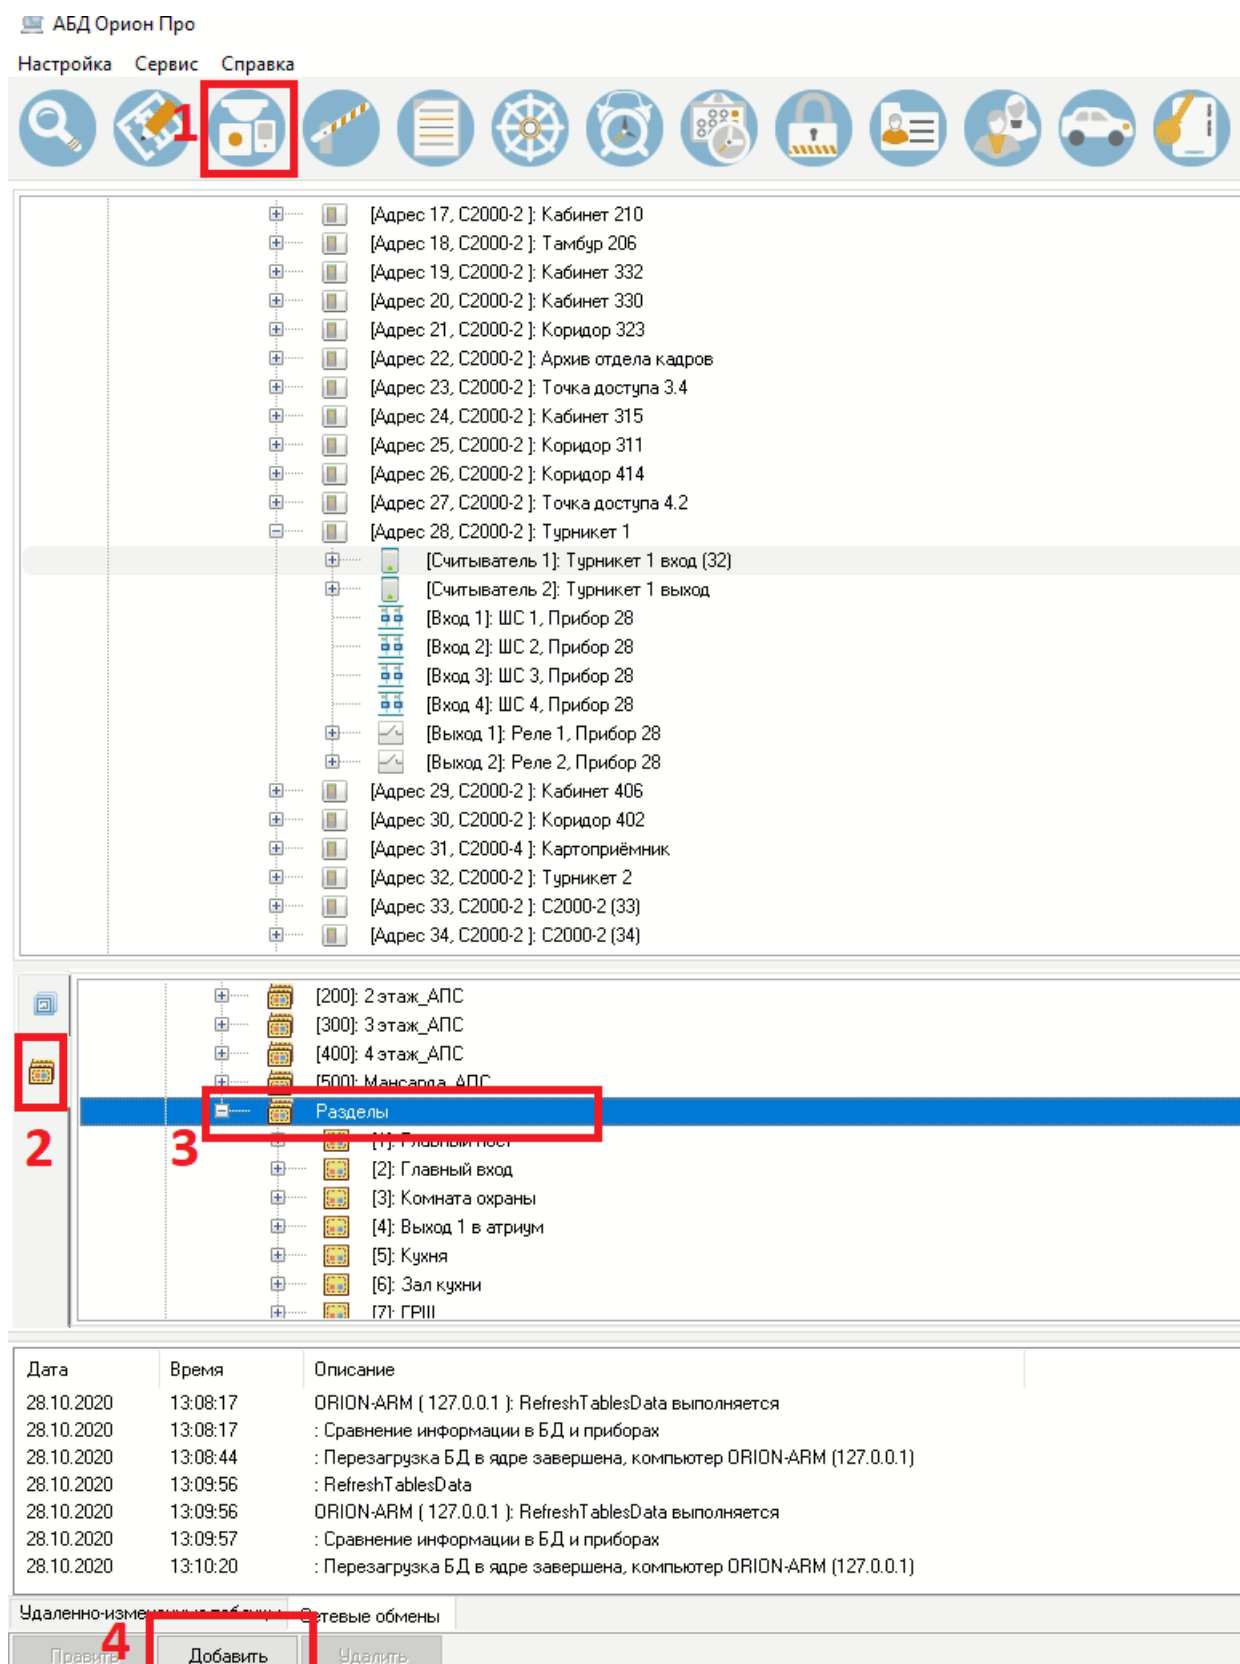 АБД Орион Про
Настройка Сервис Справка
1
[Адрес 17, С2000-2 ]: Кабинет 210
[Адрес 18, С2000-2 ]: Тамбур 206
[Адрес 19, С2000-2 ]: Кабинет 332
[Адрес 20, С2000-2 ]: Кабинет 330
[Адрес 21, С2000-2 ]: Коридор 323
[Адрес 22, С2000-2 ]: Архив отдела кадров
[Адрес 23, С2000-2 ]: Точка доступа 3.4
[Адрес 24, С2000-2 ]: Кабинет 315
[Адрес 25, С2000-2 ]: Коридор 311
[Адрес 26, С2000-2 ]: Коридор 414
[Адрес 27, С2000-2 ]: Точка доступа 4.2
[Адрес 28, С2000-2 ]: Турникет 1
[Считыватель 1]: Турникет 1 вход (32)
[Считыватель 2]: Турникет 1 выход
[Вход 1]: ШС 1, Прибор 28
[Вход 2]: ШС 2, Прибор 28
[Вход 3]: ШС 3, Прибор 28
[Вход 4]: ШС 4, Прибор 28
[Выход 1]: Реле 1, Прибор 28
[Выход 2]: Реле 2, Прибор 28
[Адрес 29, С2000-2 ]: Кабинет 406
[Адрес 30, С2000-2 ]: Коридор 402
[Адрес 31, С2000-4 ]: Картоприёмник
[Адрес 32, С2000-2 ]: Турникет 2
[Адрес 33, С2000-2 ]: С2000-2 (33)
[Адрес 34, С2000-2 ]: С2000-2 (34)
[200]: 2 этаж_АПС
[300]: 3 этаж_АПС
[400]: 4 этаж_АПС
[500]: Мансарда_АПС
2
3
Разделы
[1]: Главный пост
[2]: Главный вход
[3]: Комната охраны
[4]: Выход 1 в атриум
[5]: Кухня
[6]: Зал кухни
[7]: ГРЩ
Дата Время Описание
28.10.2020 13:08:17 ORION-ARM ( 127.0.0.1 ): RefreshTablesData выполняется
28.10.2020 13:08:17 : Сравнение информации в БД и приборах
28.10.2020 13:08:44 : Перезагрузка БД в ядре завершена, компьютер ORION-ARM (127.0.0.1)
28.10.2020 13:09:56 : RefreshTablesData
28.10.2020 13:09:56 ORION-ARM ( 127.0.0.1 ): RefreshTablesData выполняется
28.10.2020 13:09:57 : Сравнение информации в БД и приборах
28.10.2020 13:10:20 : Перезагрузка БД в ядре завершена, компьютер ORION-ARM (127.0.0.1)
Удаленно-измененные таблицы Сетевые обмены
Править 4 Добавить Удалить